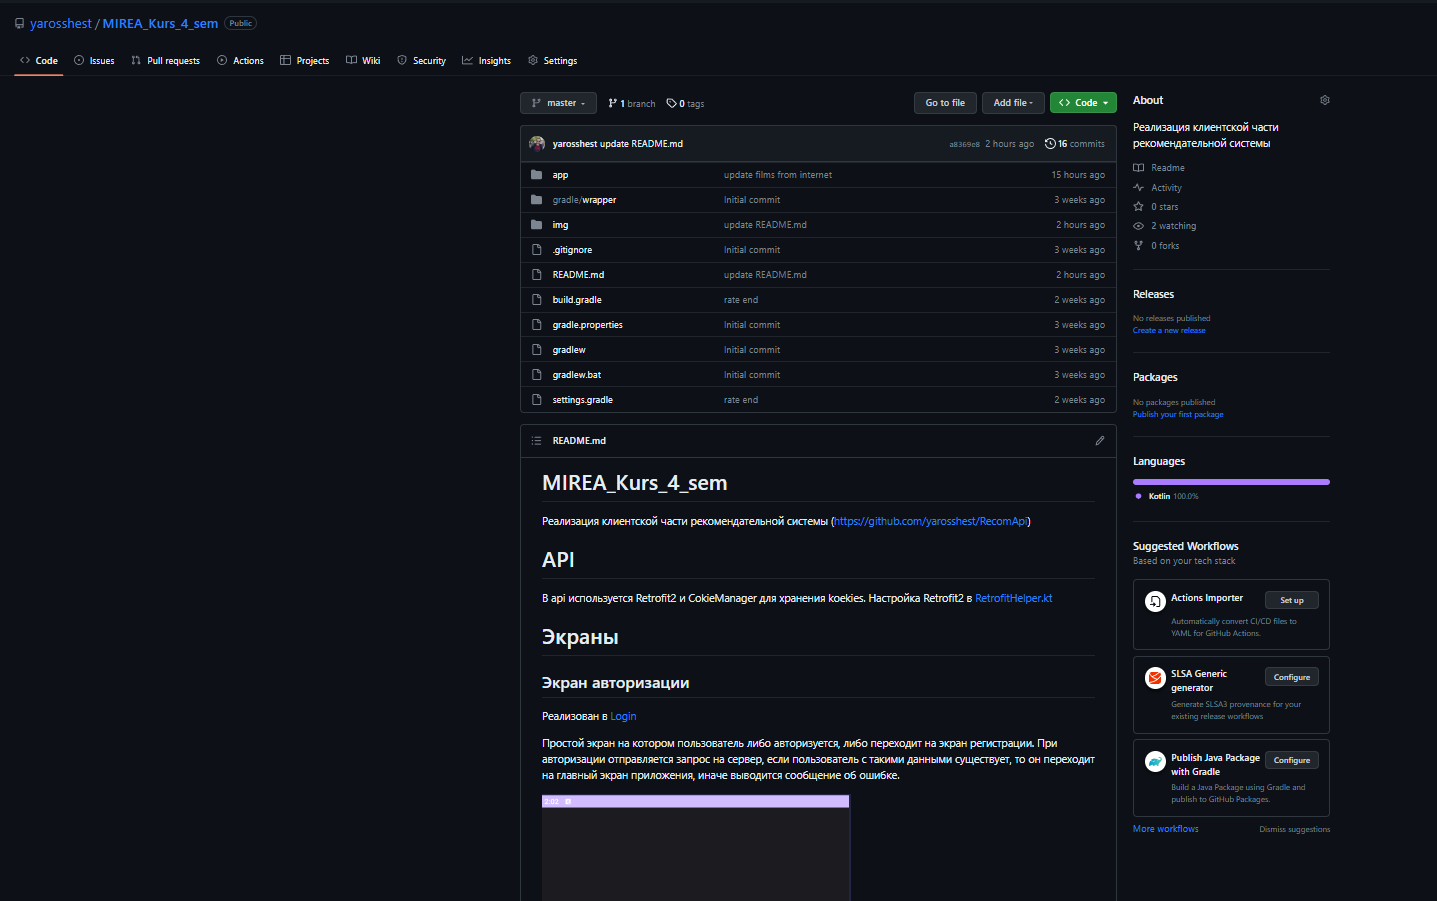 yarosshest / MIREA_Kurs_4_sem Public
Code Issues Pull requests Actions Projects Wiki Security Insights Settings
master 1 branch 0 tags Go to file Add file Code
yarosshest update README.md a8369e8 2 hours ago 16 commits
app update films from internet 15 hours ago
gradle/wrapper Initial commit 3 weeks ago
img update README.md 2 hours ago
.gitignore Initial commit 3 weeks ago
README.md update README.md 2 hours ago
build.gradle rate end 2 weeks ago
gradle.properties Initial commit 3 weeks ago
gradlew Initial commit 3 weeks ago
gradlew.bat Initial commit 3 weeks ago
settings.gradle rate end 2 weeks ago
README.md
MIREA_Kurs_4_sem
Реализация клиентской части рекомендательной системы (https://github.com/yarosshest/RecomApi)
API
В api используется Retrofit2 и CokieManager для хранения koekies. Настройка Retrofit2 в RetrofitHelper.kt
Экраны
Экран авторизации
Реализован в Login
Простой экран на котором пользователь либо авторизуется, либо переходит на экран регистрации. При
авторизации отправляется запрос на сервер, если пользователь с такими данными существует, то он переходит
на главный экран приложения, иначе выводится сообщение об ошибке.
2:02
About
Реализация клиентской части
рекомендательной системы
Readme
Activity
0 stars
2 watching
0 forks
Releases
No releases published
Create a new release
Packages
No packages published
Publish your first package
Languages
Kotlin 100.0%
Suggested Workflows
Based on your tech stack
Actions Importer Set up
Automatically convert CI/CD files to
YAML for GitHub Actions.
SLSA Generic
generator
Configure
Generate SLSA3 provenance for your
existing release workflows
Publish Java Package
with Gradle
Configure
Build a Java Package using Gradle and
publish to GitHub Packages.
More workflows Dismiss suggestions